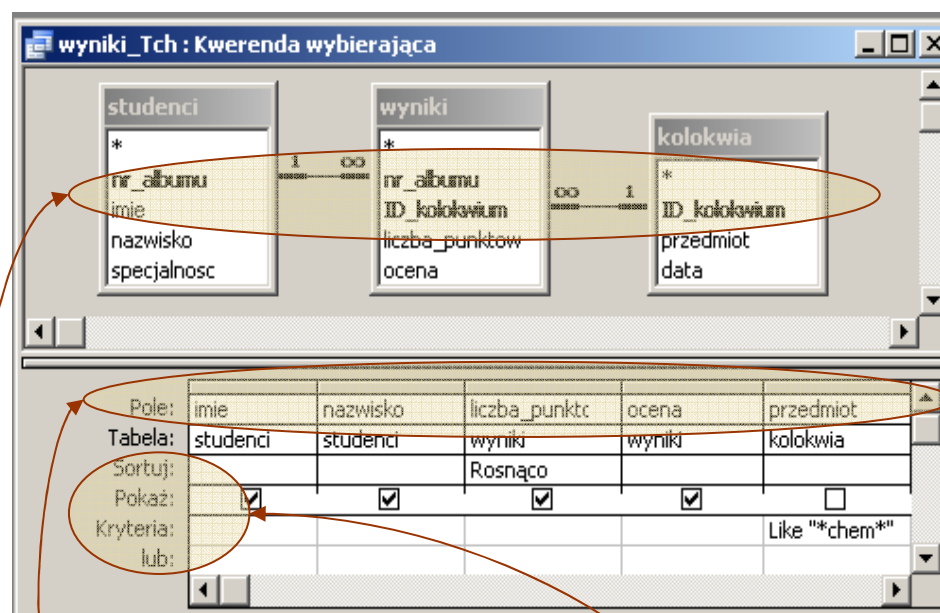 wyniki_Tch : Kwerenda wybierająca
studenci
*
nr_albumu
imie
nazwisko
specjalnosc
1 ∞
wyniki
*
nr_albumu
ID_kolokwium
liczba_punktow
ocena
∞ 1
kolokwia
*
ID_kolokwium
przedmiot
data
Pole: imie nazwisko liczba_punktc ocena przedmiot
Tabela: studenci studenci wyniki wyniki kolokwia
Sortuj: Rosnąco
Pokaż:
Kryteria: Like "*chem*"
lub: